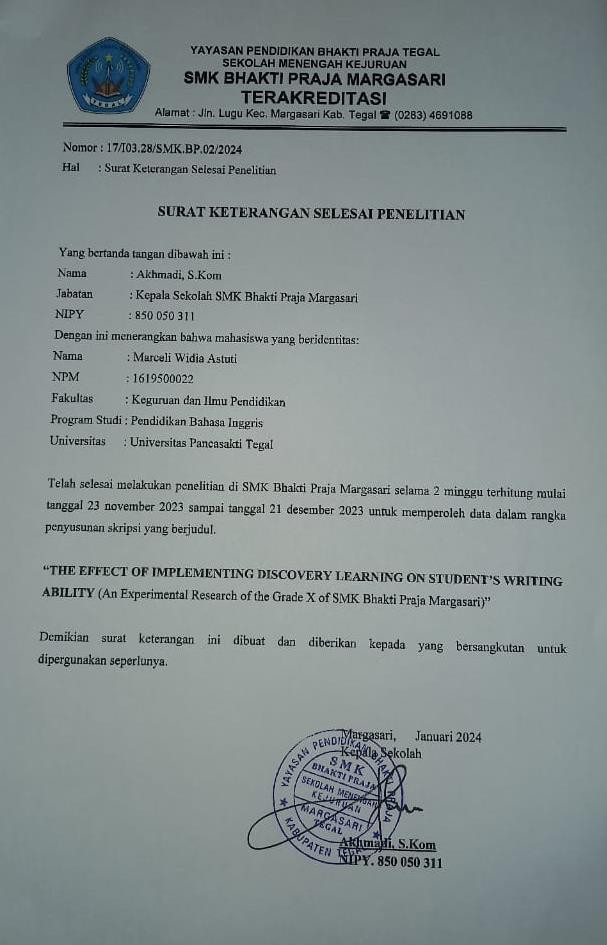 YAYASAN PENDIDIKAN BHAKTI PRAJA TEGAL
SEKOLAH MENENGAH KEJURUAN
SMK BHAKTI PRAJA MARGASARI
TERAKREDITASI
Alamat : Jln. Lugu Kec. Margasari Kab. Tegal ☎ (0283) 4691088
TEGAL
Nomor : 17/I03.28/SMK.BP.02/2024
Hal : Surat Keterangan Selesai Penelitian
SURAT KETERANGAN SELESAI PENELITIAN
Yang bertanda tangan dibawah ini :
Nama : Akhmadi, S.Kom
Jabatan : Kepala Sekolah SMK Bhakti Praja Margasari
NIPY : 850 050 311
Dengan ini menerangkan bahwa mahasiswa yang beridentitas:
Nama : Marceli Widia Astuti
NPM : 1619500022
Fakultas : Keguruan dan Ilmu Pendidikan
Program Studi : Pendidikan Bahasa Inggris
Universitas : Universitas Pancasakti Tegal
Telah selesai melakukan penelitian di SMK Bhakti Praja Margasari selama 2 minggu terhitung mulai
tanggal 23 november 2023 sampai tanggal 21 desember 2023 untuk memperoleh data dalam rangka
penyusunan skripsi yang berjudul.
“THE EFFECT OF IMPLEMENTING DISCOVERY LEARNING ON STUDENT’S WRITING
ABILITY (An Experimental Research of the Grade X of SMK Bhakti Praja Margasari)”
Demikian surat keterangan ini dibuat dan diberikan kepada yang bersangkutan untuk
dipergunakan seperlunya.
Margasari, Januari 2024
Kepala Sekolah
YAYASAN PENDIDIKAN BHAKTI PRAJA
SMK
BHAKTI PRAJA
SEKOLAH MENENGAH
KEJURUAN
MARGASARI
TEGAL
KABUPATEN TEGAL
Akhmadi, S.Kom
NIPY. 850 050 311